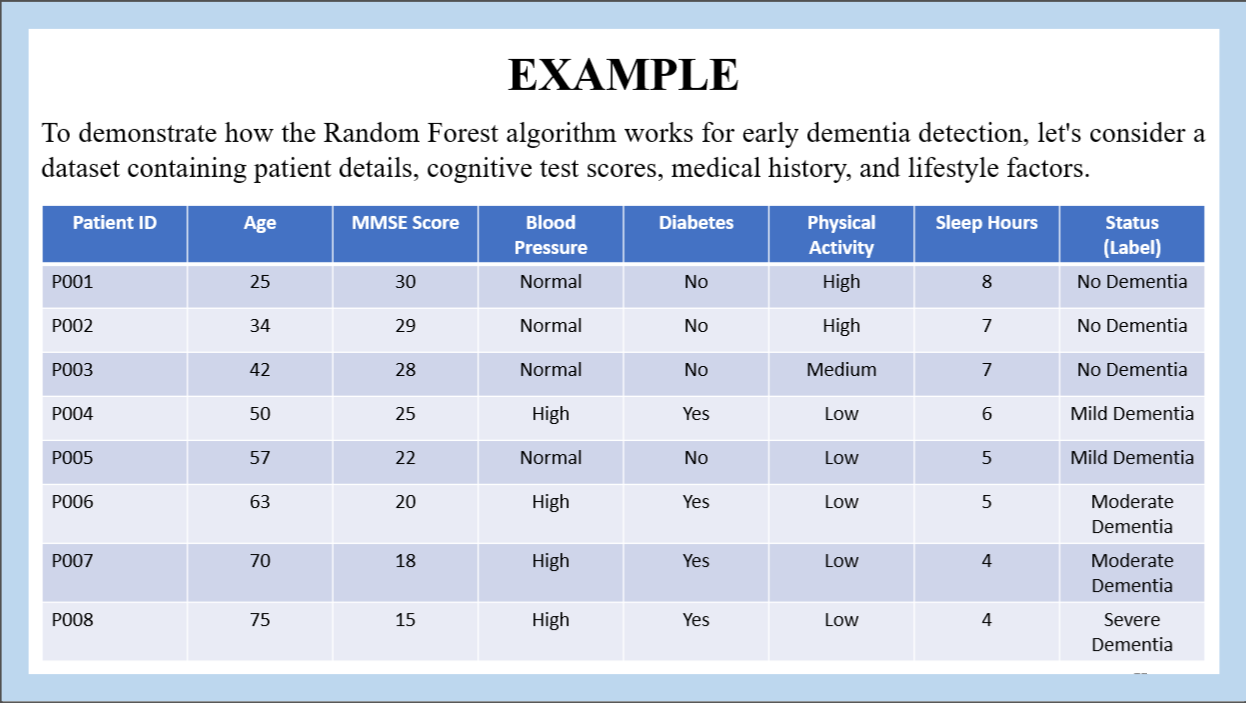 EXAMPLE
To demonstrate how the Random Forest algorithm works for early dementia detection, let's consider a
dataset containing patient details, cognitive test scores, medical history, and lifestyle factors.
Patient ID Age MMSE Score Blood Pressure Diabetes Physical Activity Sleep Hours Status (Label)
P001 25 30 Normal No High 8 No Dementia
P002 34 29 Normal No High 7 No Dementia
P003 42 28 Normal No Medium 7 No Dementia
P004 50 25 High Yes Low 6 Mild Dementia
P005 57 22 Normal No Low 5 Mild Dementia
P006 63 20 High Yes Low 5 Moderate Dementia
P007 70 18 High Yes Low 4 Moderate Dementia
P008 75 15 High Yes Low 4 Severe Dementia